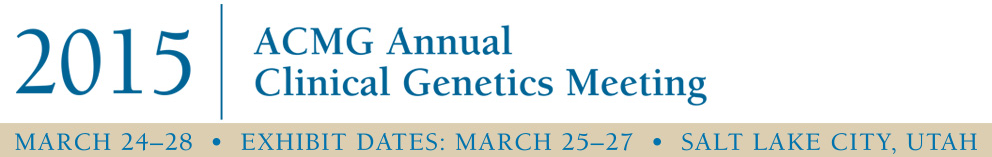 2015
ACMG Annual
Clinical Genetics Meeting
MARCH 24–28 • EXHIBIT DATES: MARCH 25–27 • SALT LAKE CITY, UTAH